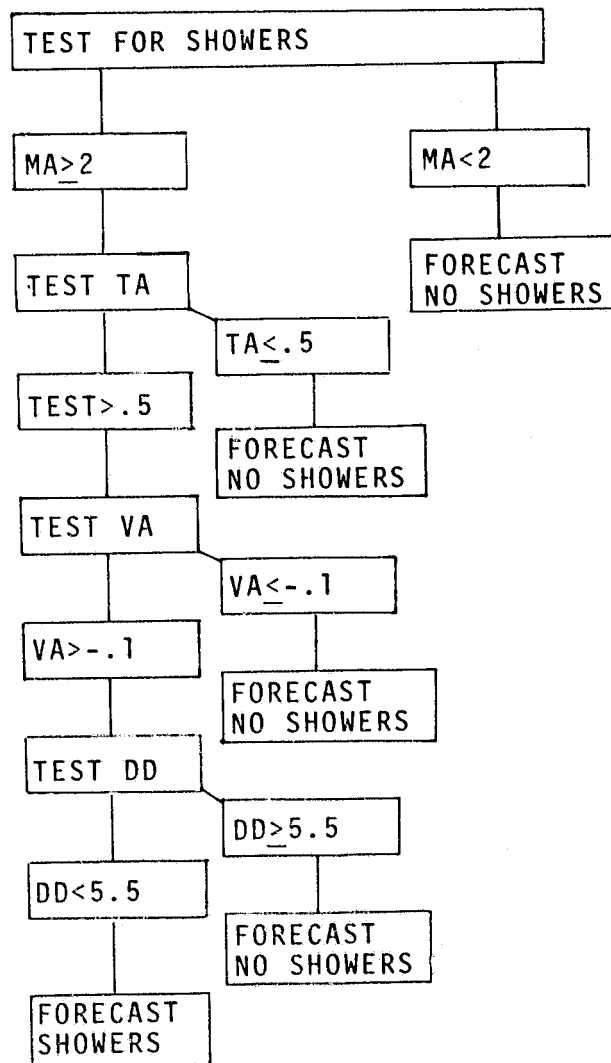 TEST FOR SHOWERS
MA≥2
MA<2
FORECAST
NO SHOWERS
TEST TA
TA≤.5
TEST>.5
FORECAST
NO SHOWERS
TEST VA
VA≤-.1
VA>-.1
FORECAST
NO SHOWERS
TEST DD
DD≥5.5
DD<5.5
FORECAST
NO SHOWERS
FORECAST
SHOWERS